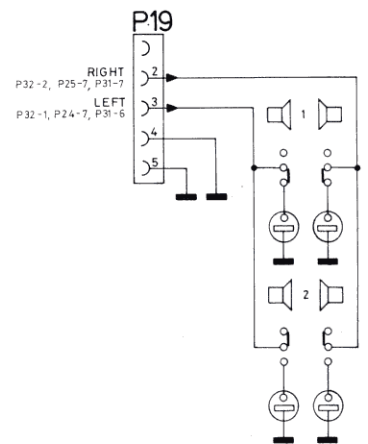 P19
RIGHT
P32-2, P25-7, P31-7
2
LEFT
P32-1, P24-7, P31-6
3
1
4
5
2